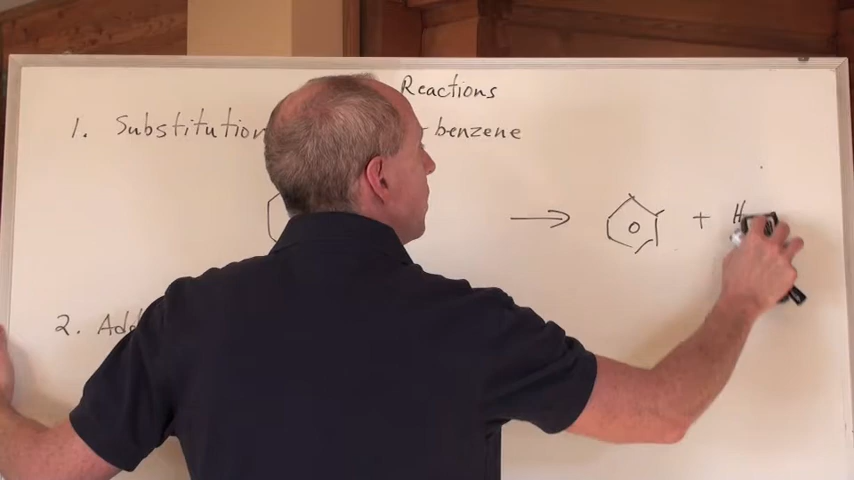 Reactions
1. Substitution benzene
→ + H
2. Add